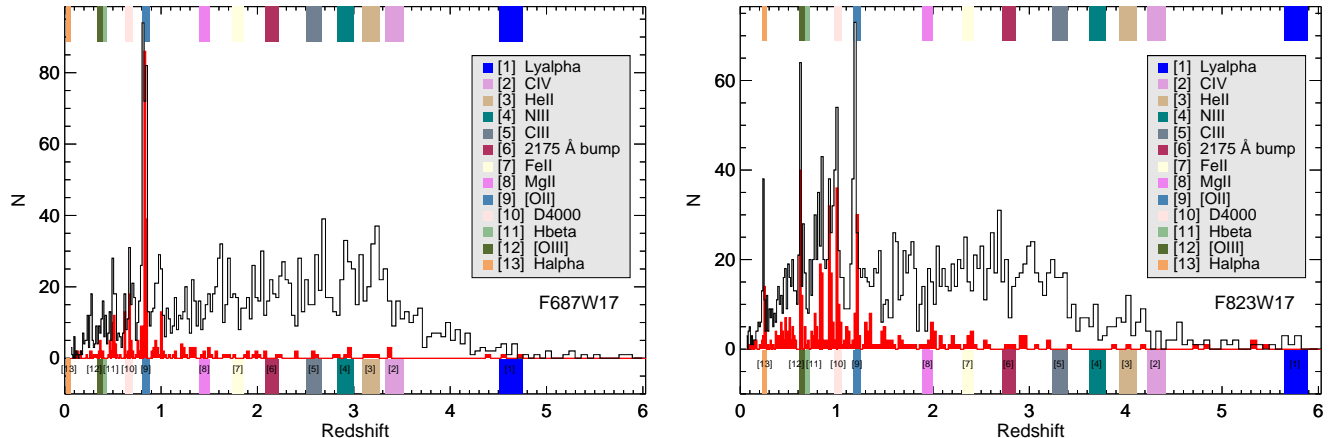 [1] Lyalpha
[2] CIV
[3] HeII
[4] NIII
[5] CIII
[6] 2175 Å bump
[7] FeII
[8] MgII
[9] [OII]
[10] D4000
[11] Hbeta
[12] [OIII]
[13] Halpha
F687W17
N
80
60
40
20
0
[13] [12] [11] [10] [9] [8] [7] [6] [5] [4] [3] [2] [1]
0 1 2 3 4 5 6
Redshift
[1] Lyalpha
[2] CIV
[3] HeII
[4] NIII
[5] CIII
[6] 2175 Å bump
[7] FeII
[8] MgII
[9] [OII]
[10] D4000
[11] Hbeta
[12] [OIII]
[13] Halpha
F823W17
N
60
40
20
0
[13] [12] [11] [10] [9] [8] [7] [6] [5] [4] [3] [2] [1]
0 1 2 3 4 5 6
Redshift